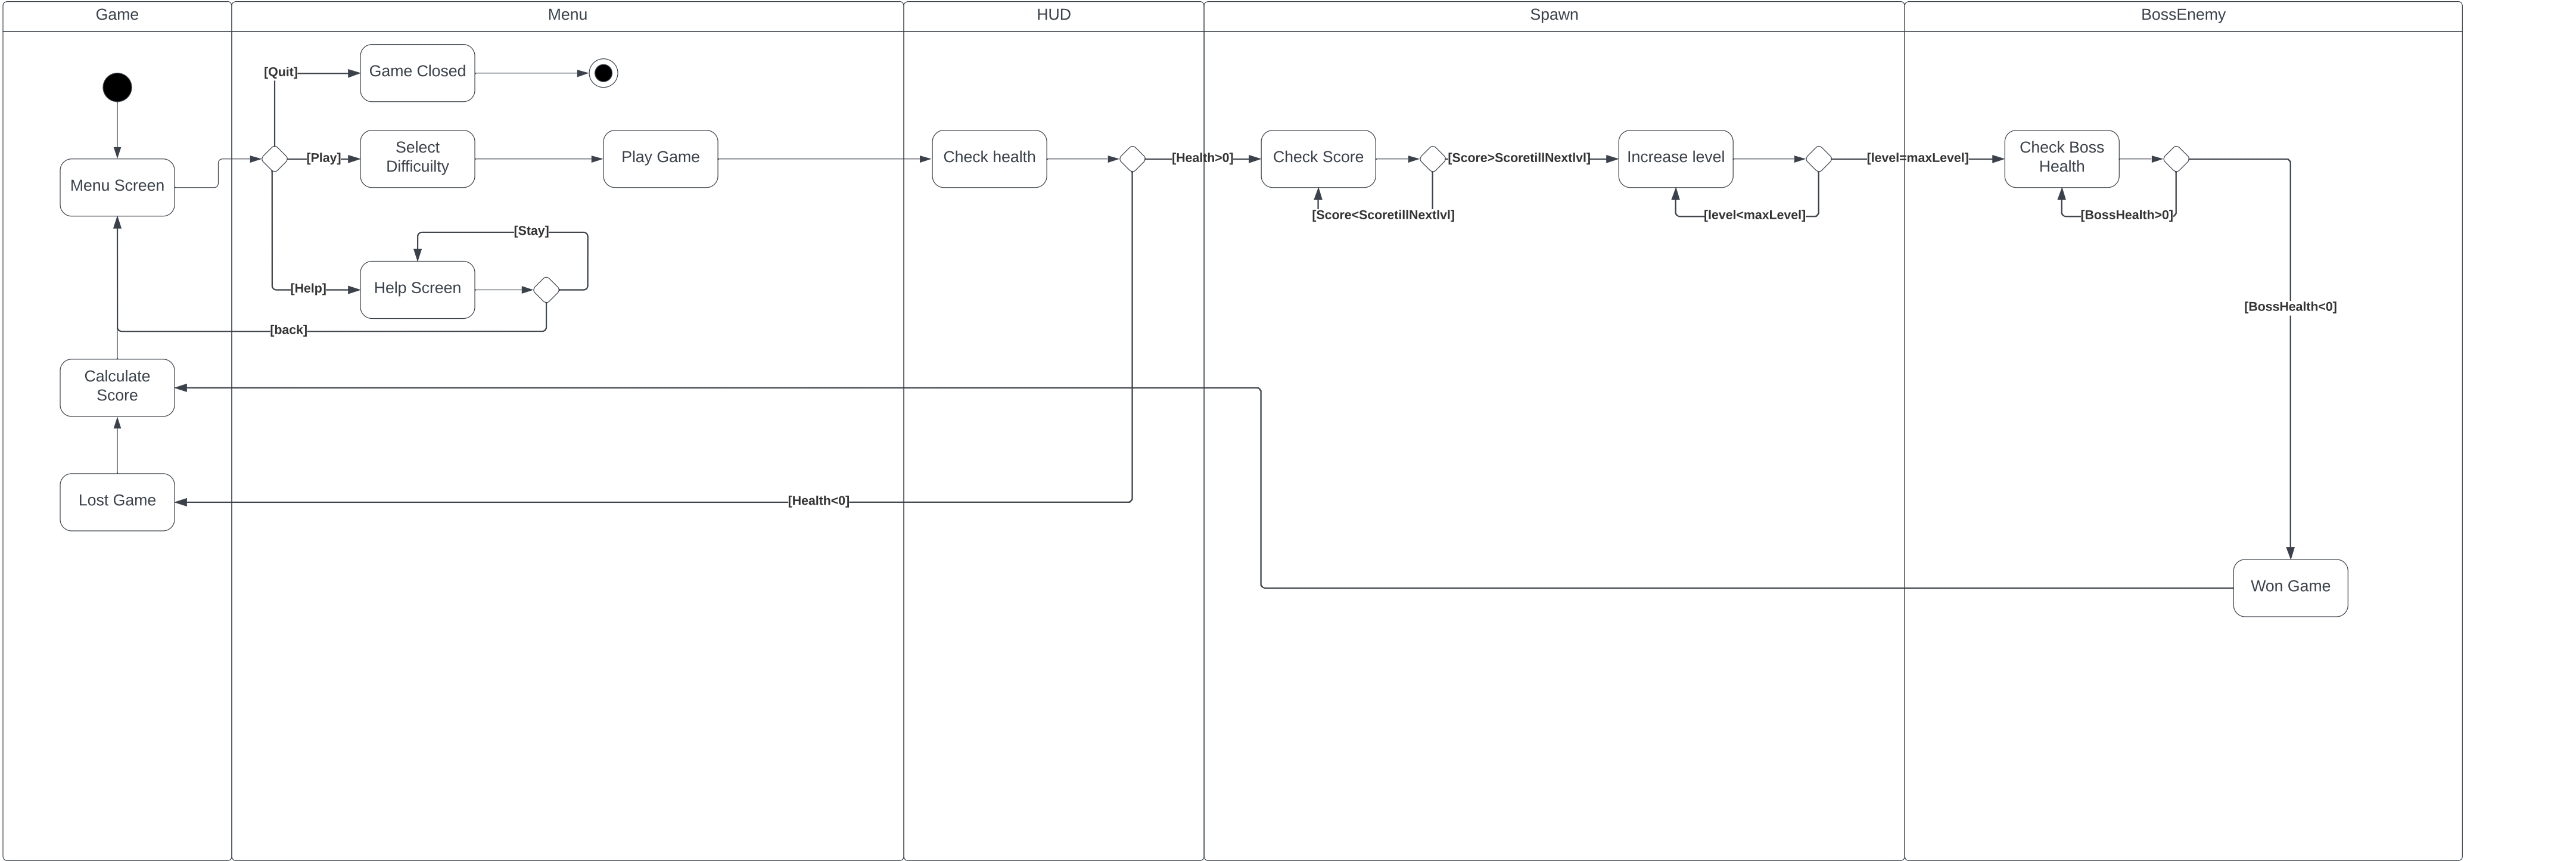 Game
Menu
HUD
Spawn
BossEnemy
[Quit]
Game Closed
[Play]
Select
Difficuilty
Play Game
Check health
[Health>0]
Check Score
[Score>ScoretillNextlvl]
Increase level
[level=maxLevel]
Check Boss
Health
Menu Screen
[Score<ScoretillNextlvl]
[level<maxLevel]
[BossHealth>0]
[Stay]
[Help]
Help Screen
[BossHealth<0]
[back]
Calculate
Score
Lost Game
[Health<0]
Won Game